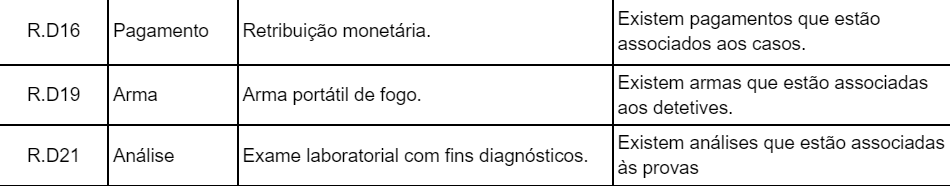 R.D16 Pagamento Retribuição monetária. Existem pagamentos que estão
associados aos casos.
R.D19 Arma Arma portátil de fogo. Existem armas que estão associadas
aos detetives.
R.D21 Análise Exame laboratorial com fins diagnósticos. Existem análises que estão associadas
às provas